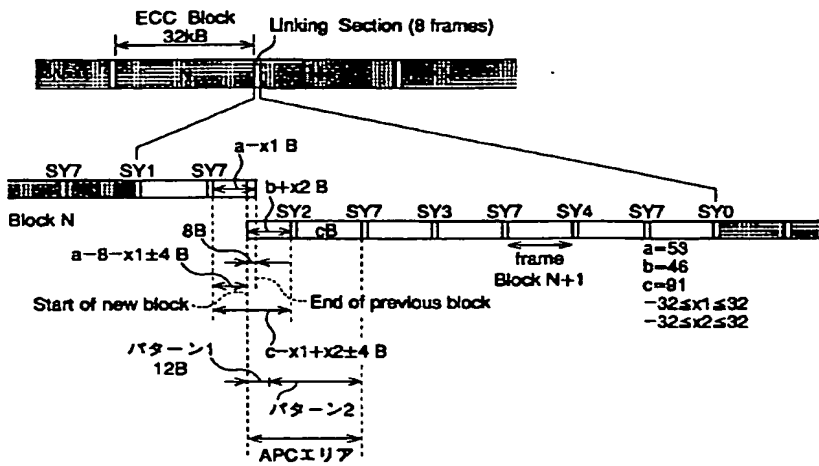 ECC Block
32kB
Linking Section (8 frames)
SY7
SY1
SY7
a−x1 B
Block N
b+x2 B
SY2
SY7
SY3
SY7
SY4
SY7
SY0
cB
8B
a−8−x1±4 B
frame
Block N+1
a=53
b=46
c=91
−32≤x1≤32
−32≤x2≤32
Start of new block
End of previous block
c−x1+x2±4 B
パターン1
12B
パターン2
APCエリア